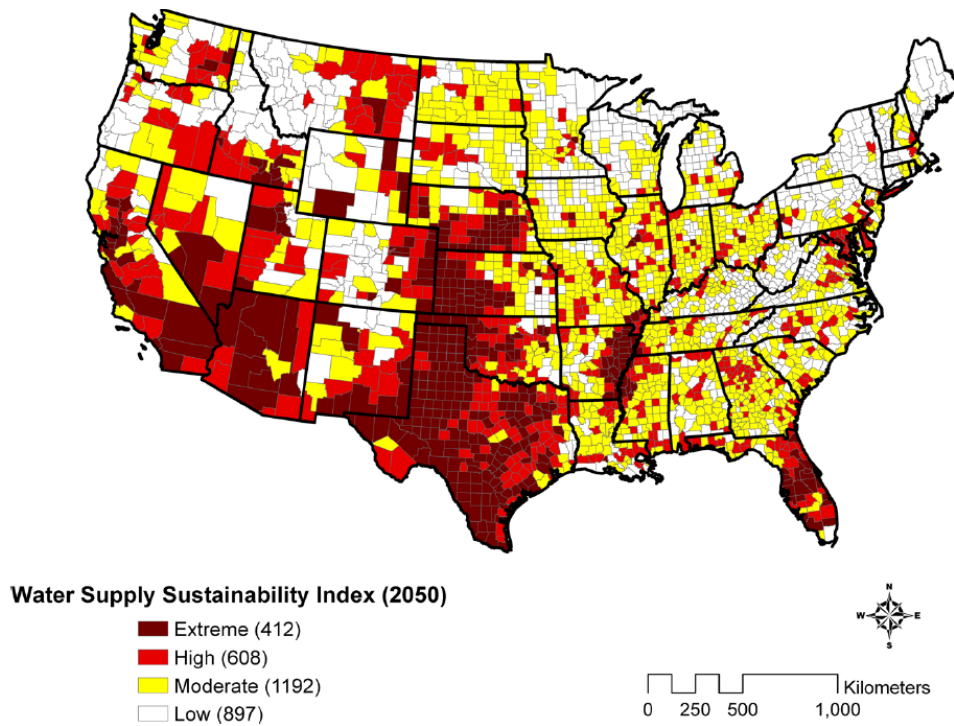 Water Supply Sustainability Index (2050)
Extreme (412)
High (608)
Moderate (1192)
Low (897)
N
W E
S
Kilometers
0 250 500 1,000